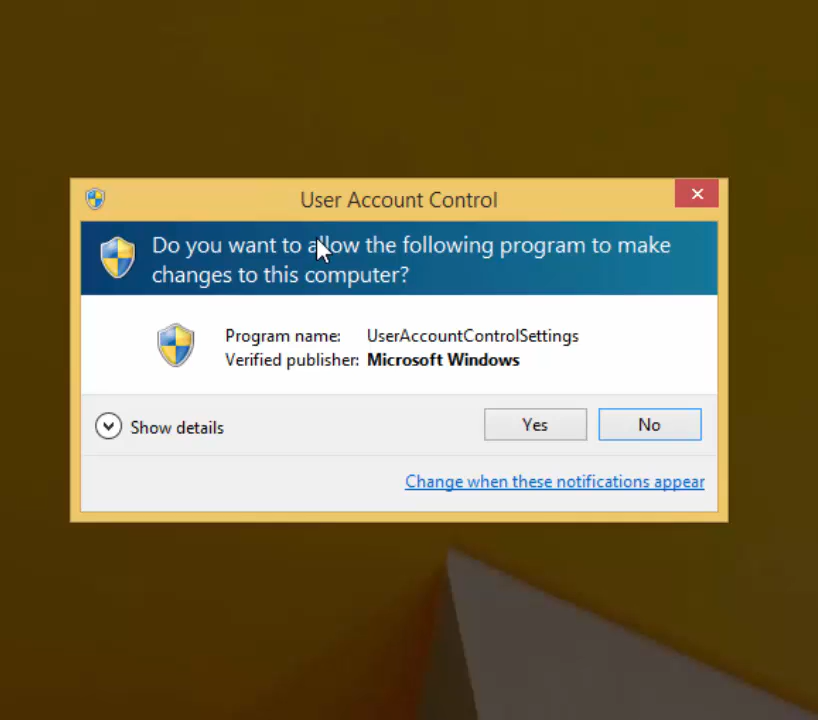 User Account Control
Do you want to allow the following program to make
changes to this computer?
Program name: UserAccountControlSettings
Verified publisher: Microsoft Windows
Show details
Yes
No
Change when these notifications appear